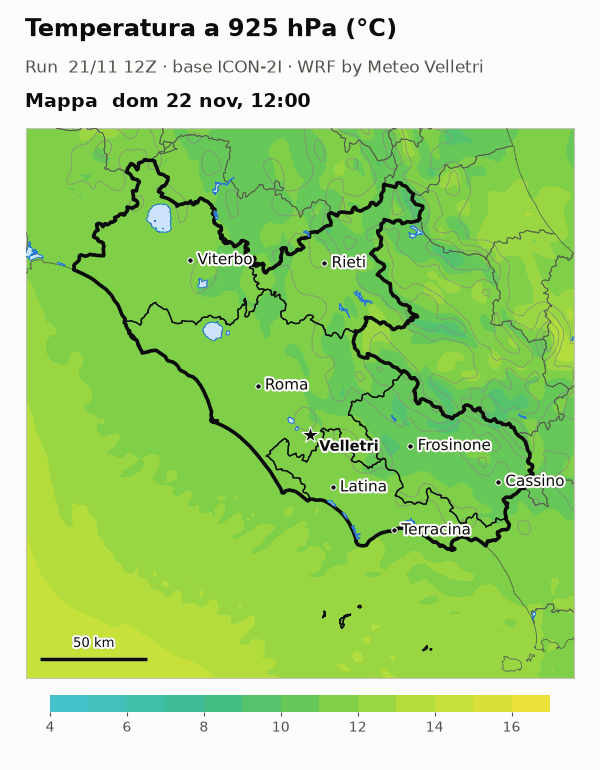 Temperatura a 925 hPa (°C)
Run  21/11 12Z · base ICON-2I · WRF by Meteo Velletri
Mappa  dom 22 nov, 12:00
Viterbo
Rieti
Roma
Velletri
Frosinone
Latina
Cassino
Terracina
50 km
4 6 8 10 12 14 16